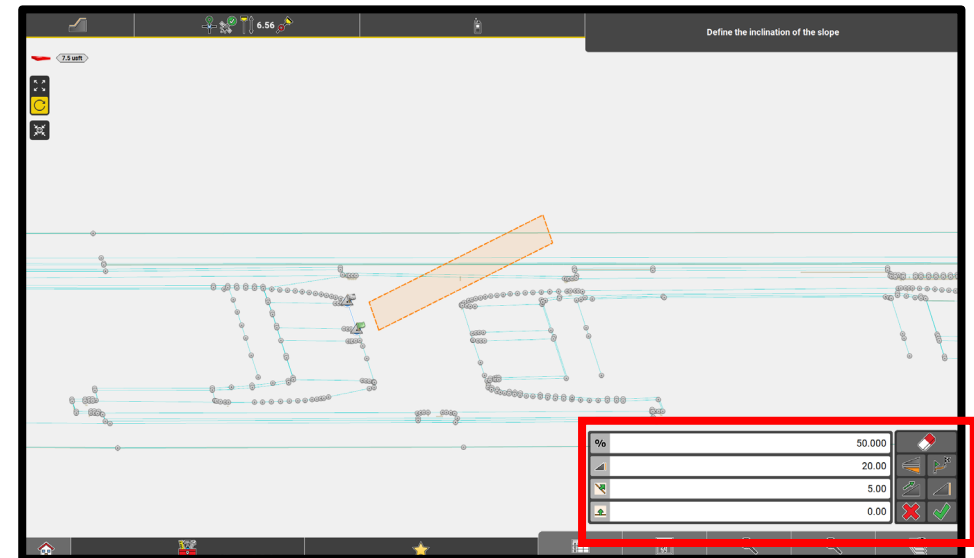 6.56
Define the inclination of the slope
7.5 usft
% 50.000
20.00
5.00
0.00